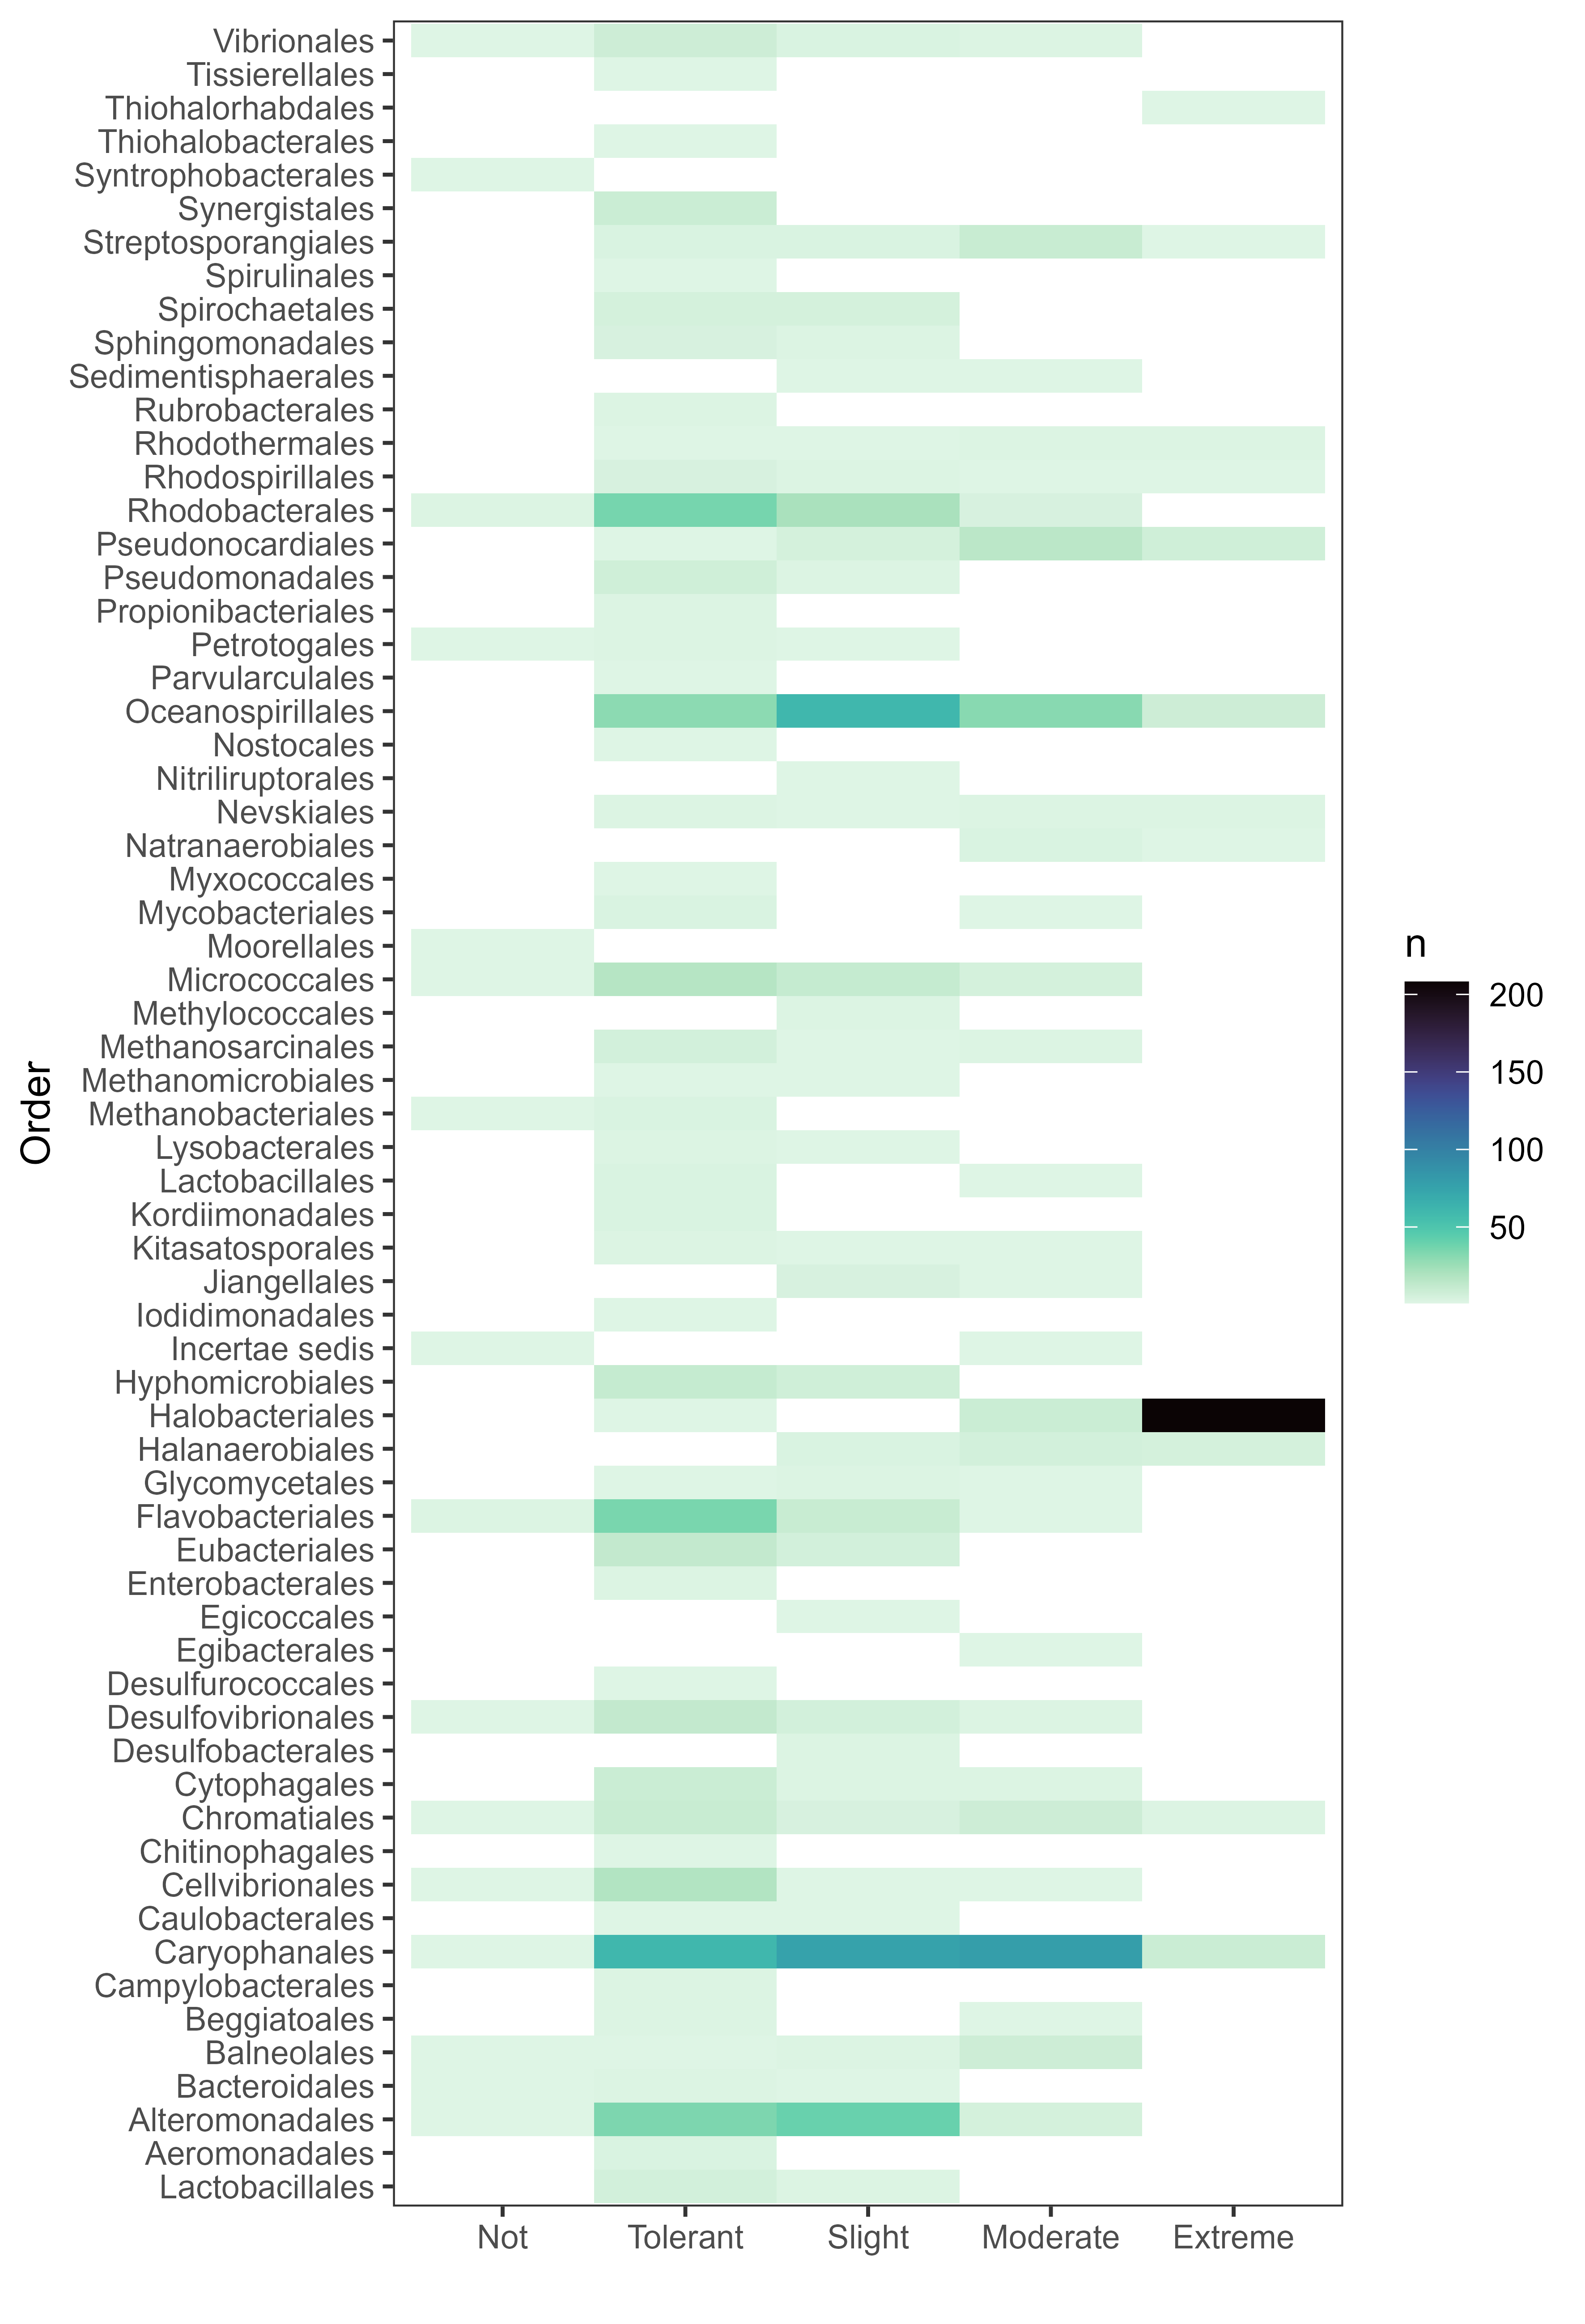 Vibrionales
Tissierellales
Thiohalorhabdales
Thiohalobacterales
Syntrophobacterales
Synergistales
Streptosporangiales
Spirulinales
Spirochaetales
Sphingomonadales
Sedimentisphaerales
Rubrobacterales
Rhodothermales
Rhodospirillales
Rhodobacterales
Pseudonocardiales
Pseudomonadales
Propionibacteriales
Petrotogales
Parvularculales
Oceanospirillales
Nostocales
Nitriliruptorales
Nevskiales
Natranaerobiales
Myxococcales
Mycobacteriales
Moorellales
Micrococcales
Methylococcales
Methanosarcinales
Methanomicrobiales
Methanobacteriales
Lysobacterales
Lactobacillales
Kordiimonadales
Kitasatosporales
Jiangellales
Iodidimonadales
Incertae sedis
Hyphomicrobiales
Halobacteriales
Halanaerobiales
Glycomycetales
Flavobacteriales
Eubacteriales
Enterobacterales
Egicoccales
Egibacterales
Desulfurococcales
Desulfovibrionales
Desulfobacterales
Cytophagales
Chromatiales
Chitinophagales
Cellvibrionales
Caulobacterales
Caryophanales
Campylobacterales
Beggiatoales
Balneolales
Bacteroidales
Alteromonadales
Aeromonadales
Lactobacillales
Order
Not Tolerant Slight Moderate Extreme
n
200
150
100
50